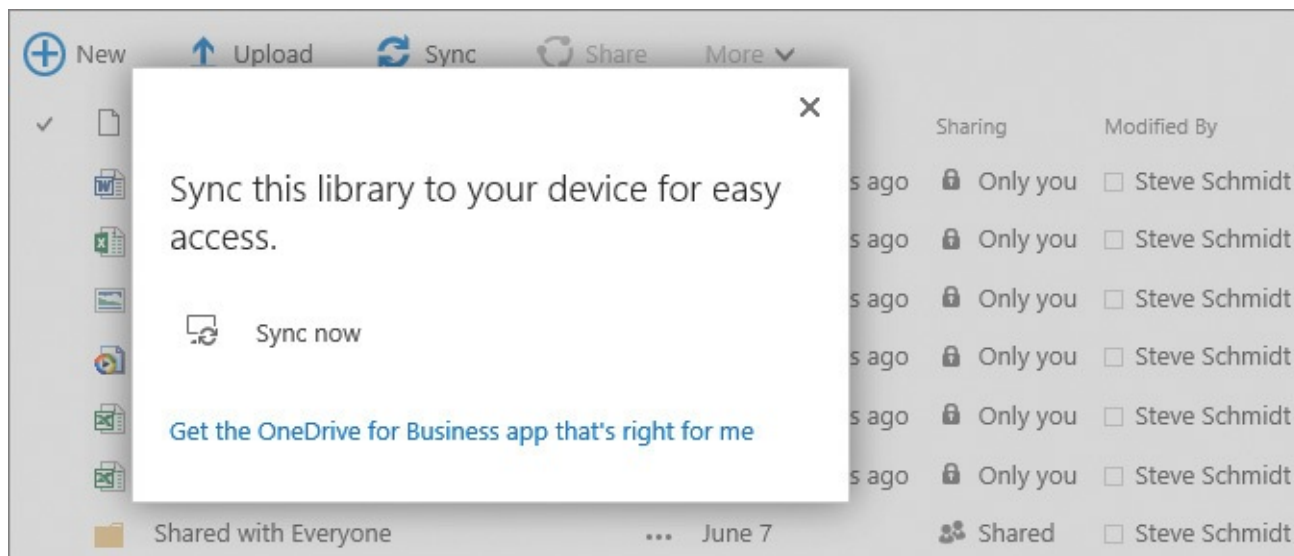 New Upload Sync Share More
Sharing Modified By
Sync this library to your device for easy
access.
s ago Only you Steve Schmidt
s ago Only you Steve Schmidt
s ago Only you Steve Schmidt
Sync now
s ago Only you Steve Schmidt
s ago Only you Steve Schmidt
Get the OneDrive for Business app that's right for me
s ago Only you Steve Schmidt
Shared with Everyone ... June 7 Shared Steve Schmidt